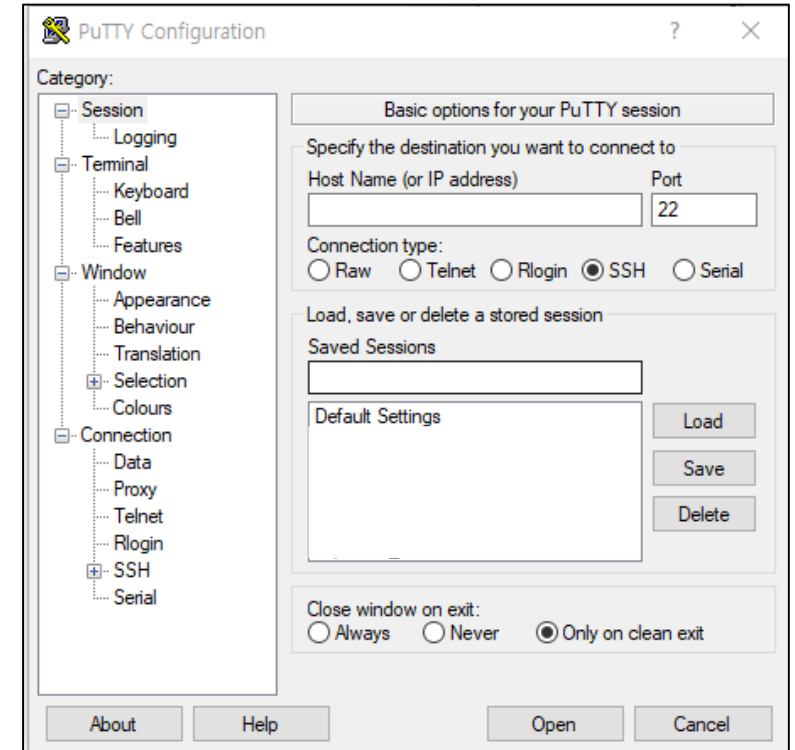 PuTTY Configuration
?
Category:
Session
Logging
Terminal
Keyboard
Bell
Features
Window
Appearance
Behaviour
Translation
Selection
Colours
Connection
Data
Proxy
Telnet
Rlogin
SSH
Serial
Basic options for your PuTTY session
Specify the destination you want to connect to
Host Name (or IP address) Port
22
Connection type:
Raw Telnet Rlogin SSH Serial
Load, save or delete a stored session
Saved Sessions
Default Settings
Load
Save
Delete
Close window on exit:
Always Never Only on clean exit
About Help Open Cancel